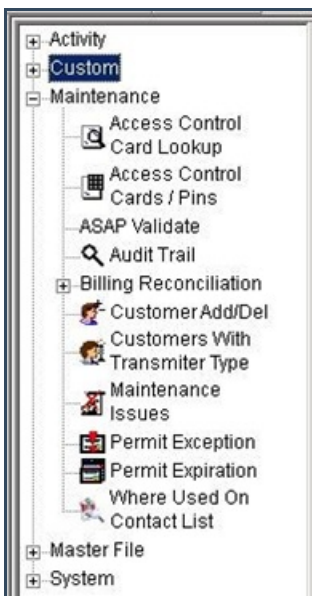 Activity
Custom
Maintenance
Access Control
Card Lookup
Access Control
Cards / Pins
ASAP Validate
Audit Trail
Billing Reconciliation
Customer Add/Del
Customers With
Transmiter Type
Maintenance
Issues
Permit Exception
Permit Expiration
Where Used On
Contact List
Master File
System